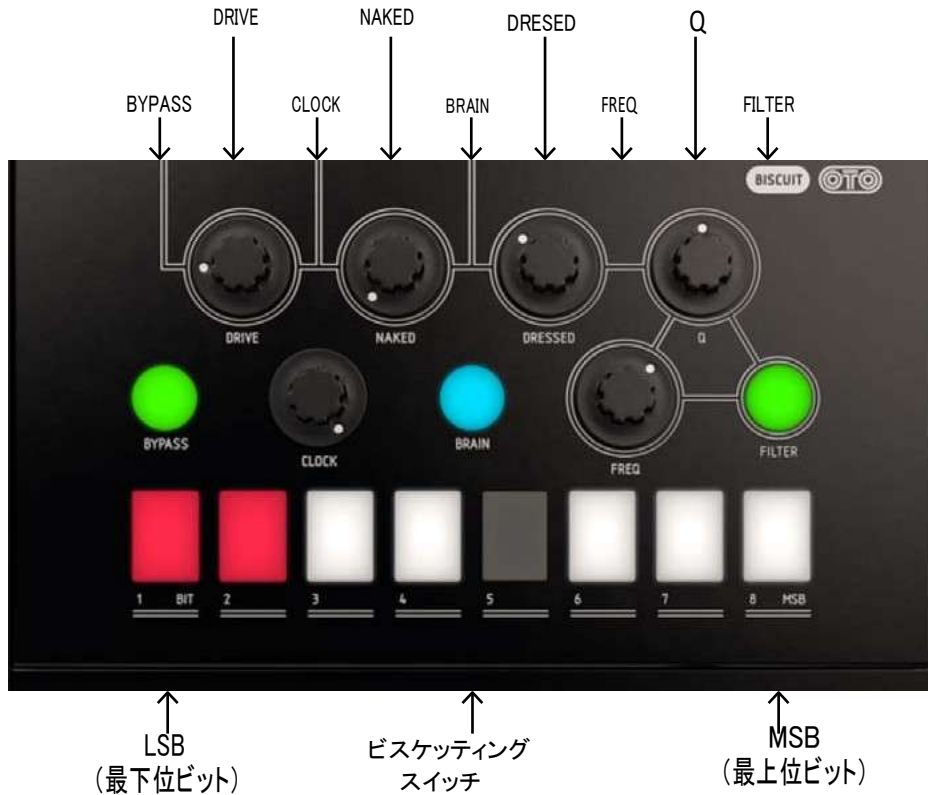 DRIVE NAKED DRESED Q
BYPASS CLOCK BRAIN FREQ FILTER
BISCUIT OTO
DRIVE NAKED DRESSED Q
BYPASS CLOCK BRAIN FREQ FILTER
1 BIT 2 3 4 5 6 7 8 MSB
LSB
(最下位ビット)
ビスケッティング
スイッチ
MSB
(最上位ビット)